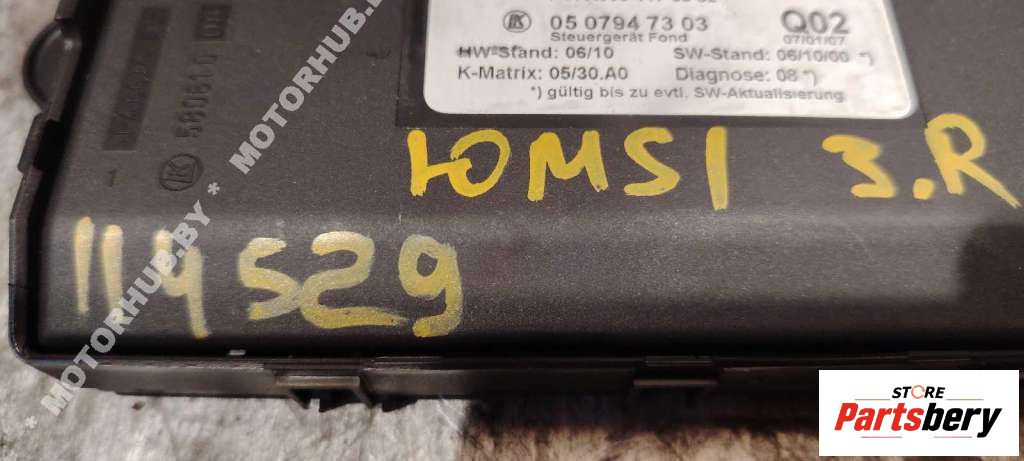 05 0794 73 03
Q02
Steuergerät Fond
07/01/07
HW-Stand: 06/10 SW-Stand: 06/10/00 *)
K-Matrix: 05/30.A0 Diagnose: 08 *)
*) gültig bis zu evtl. SW-Aktualisierung
ЮMS1 3.R
114529
* MOTORHUB.BY * MOTORHUB.BY
STORE
Partsbery